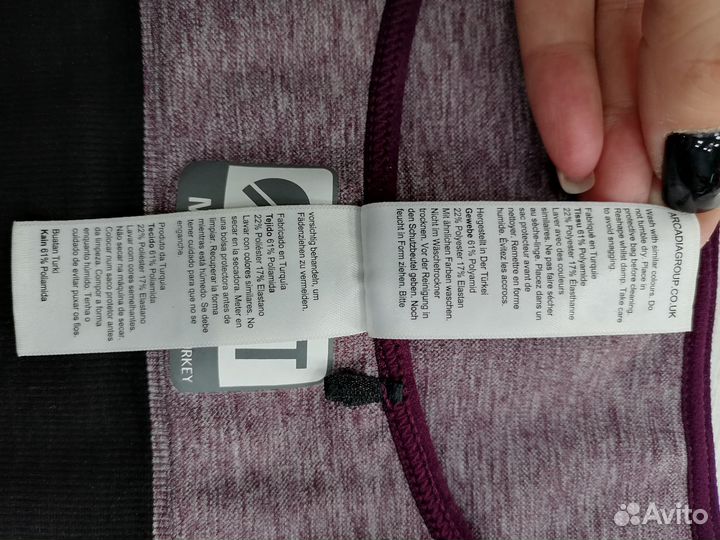 ARCADIAGROUP.CO.UK
Wash with similar colours. Do
not tumble dry. Place in
protective bag before cleaning.
Reshape whilst damp. Take care
to avoid snagging.
Fabriqué en Turquie
Tissu 61% Polyamide
22% Polyester 17% Élasthanne
Laver avec des couleurs
similaires. Ne pas faire sécher
au sèche-linge. Placez dans un
sac protecteur avant de
nettoyer. Remettre en forme
humide. Évitez les accrocs.
Hergestellt in Der Türkei
Gewebe 61% Polyamid
22% Polyester 17% Elastan
Mit ähnlichen Farben waschen.
Nicht im Wäschetrockner
trocknen. Vor der Reinigung in
den Schutzbeutel geben. Noch
feucht in Form ziehen. Bitte
vorsichtig behandeln, um
Fädenziehen zu vermeiden.
Fabricado en Turquía
Tejido 61% Poliamida
22% Poliéster 17% Elastano
Lavar con colores similares. No
secar en la secadora. Meter en
una bolsa protectora antes de
limpiar. Recuperar la forma
mientras está húmedo. Se debe
tener cuidado para que no se
enganche.
Produto da Turquia
Tecido 61% Poliamida
22% Poliéster 17% Elastano
Lavar com cores semelhantes.
Não secar na máquina de secar.
Colocar num saco protetor antes
da limpeza. Compor a forma
enquanto húmido. Tenha o
cuidado de evitar puxar os fios.
Buatan Turki
Kain 61% Poliamida
M
T
URKEY
Avito